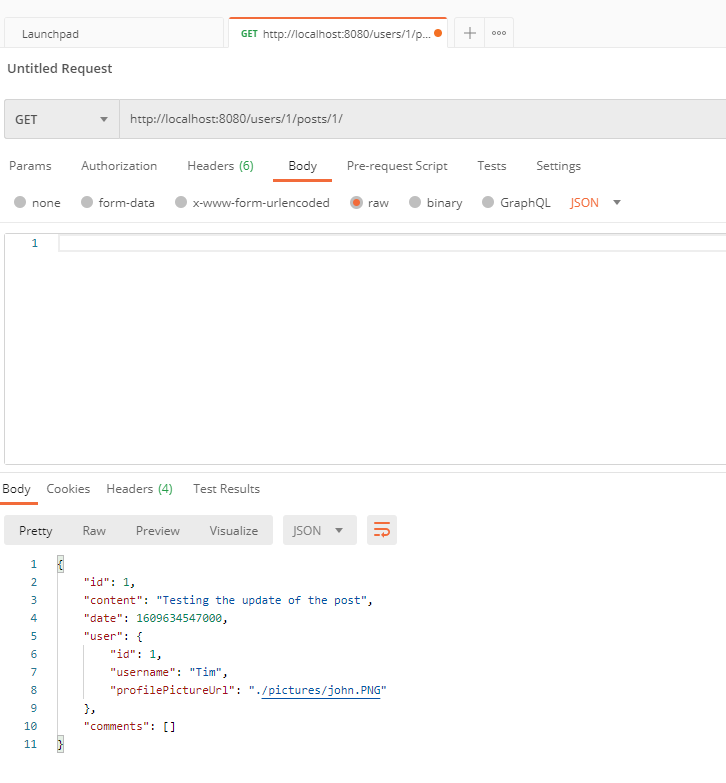 Launchpad GET http://localhost:8080/users/1/p... + ooo
Untitled Request
GET http://localhost:8080/users/1/posts/1/
Params Authorization Headers (6) Body Pre-request Script Tests Settings
none form-data x-www-form-urlencoded raw binary GraphQL JSON
1
Body Cookies Headers (4) Test Results
Pretty Raw Preview Visualize JSON
1 {
2 "id": 1,
3 "content": "Testing the update of the post",
4 "date": 1609634547000,
5 "user": {
6 "id": 1,
7 "username": "Tim",
8 "profilePictureUrl": "./pictures/john.PNG"
9 },
10 "comments": []
11 }